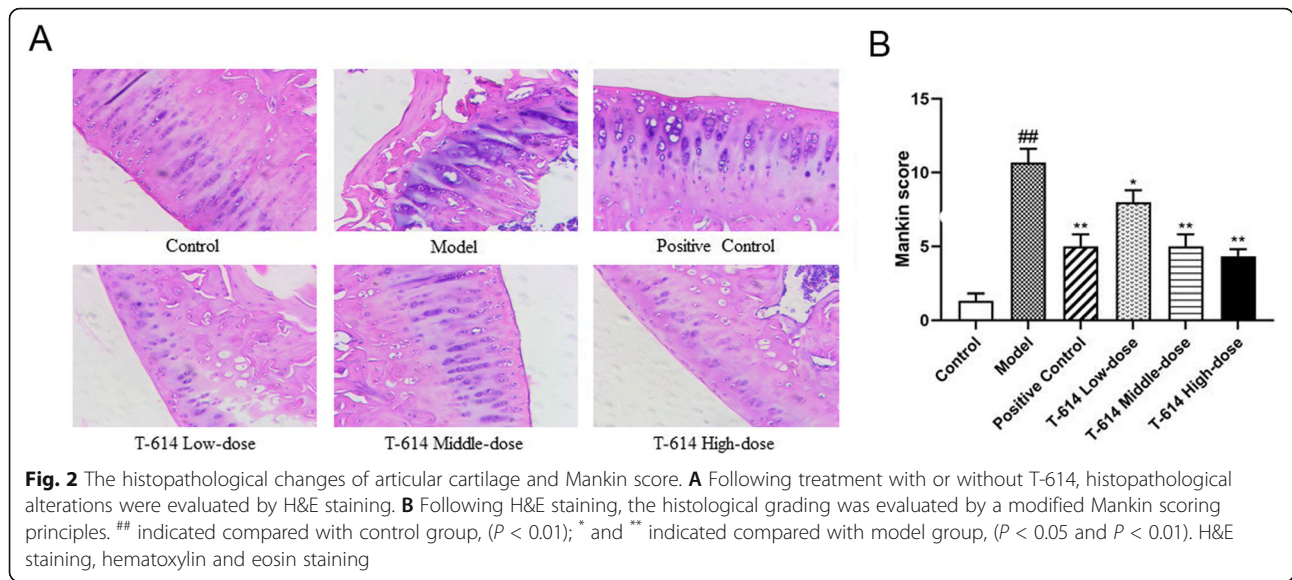 A
Control
Model
Positive Control
T-614 Low-dose
T-614 Middle-dose
T-614 High-dose
B
Mankin score
15
10
5
0
##
**
*
**
**
Control
Model
Positive Control
T-614 Low-dose
T-614 Middle-dose
T-614 High-dose
Fig. 2 The histopathological changes of articular cartilage and Mankin score. A Following treatment with or without T-614, histopathological
alterations were evaluated by H&E staining. B Following H&E staining, the histological grading was evaluated by a modified Mankin scoring
principles. ## indicated compared with control group, (P < 0.01); * and ** indicated compared with model group, (P < 0.05 and P < 0.01). H&E
staining, hematoxylin and eosin staining